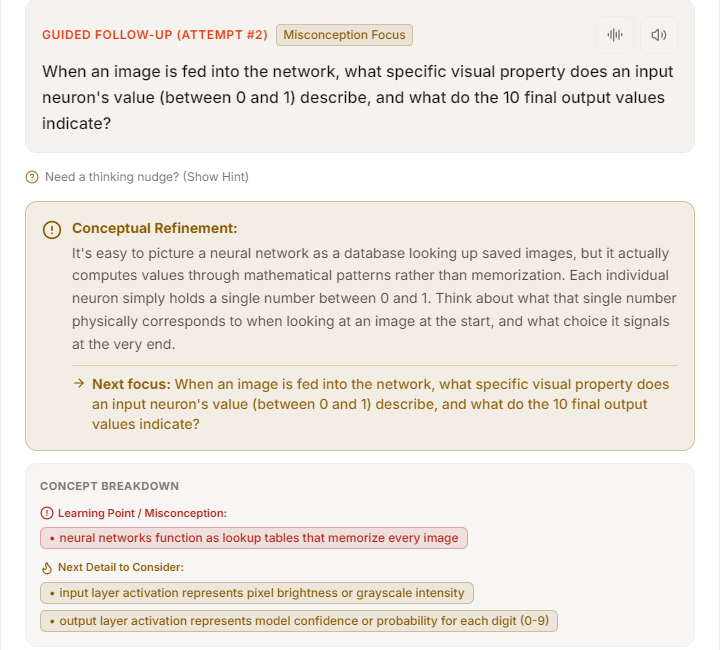 GUIDED FOLLOW-UP (ATTEMPT #2) Misconception Focus
When an image is fed into the network, what specific visual property does an input
neuron's value (between 0 and 1) describe, and what do the 10 final output values
indicate?
Need a thinking nudge? (Show Hint)
Conceptual Refinement:
It's easy to picture a neural network as a database looking up saved images, but it actually
computes values through mathematical patterns rather than memorization. Each individual
neuron simply holds a single number between 0 and 1. Think about what that single number
physically corresponds to when looking at an image at the start, and what choice it signals
at the very end.
→ Next focus: When an image is fed into the network, what specific visual property does
an input neuron's value (between 0 and 1) describe, and what do the 10 final output
values indicate?
CONCEPT BREAKDOWN
Learning Point / Misconception:
• neural networks function as lookup tables that memorize every image
Next Detail to Consider:
• input layer activation represents pixel brightness or grayscale intensity
• output layer activation represents model confidence or probability for each digit (0-9)